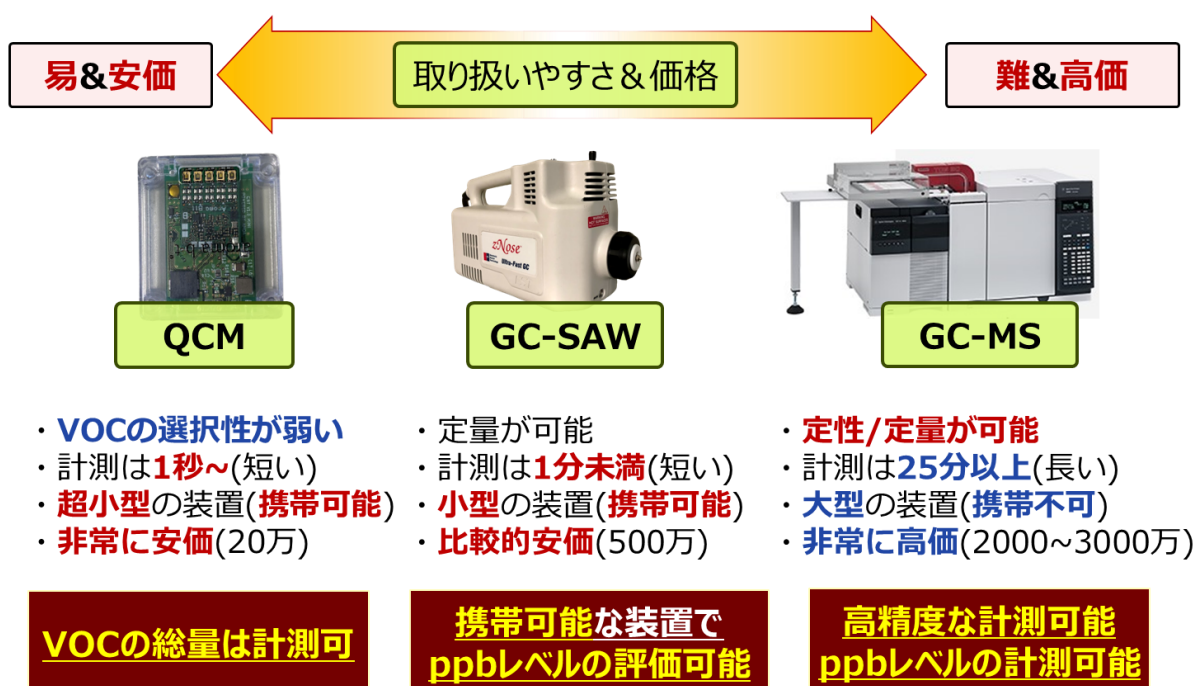 易&安価
取り扱いやすさ＆価格
難&高価
zNose
Ultra-Fast GC
QCM
GC-SAW
GC-MS
・VOCの選択性が弱い
・計測は1秒~(短い)
・超小型の装置(携帯可能)
・非常に安価(20万)
・定量が可能
・計測は1分未満(短い)
・小型の装置(携帯可能)
・比較的安価(500万)
・定性/定量が可能
・計測は25分以上(長い)
・大型の装置(携帯不可)
・非常に高価(2000~3000万)
VOCの総量は計測可
携帯可能な装置で
ppbレベルの評価可能
高精度な計測可能
ppbレベルの計測可能